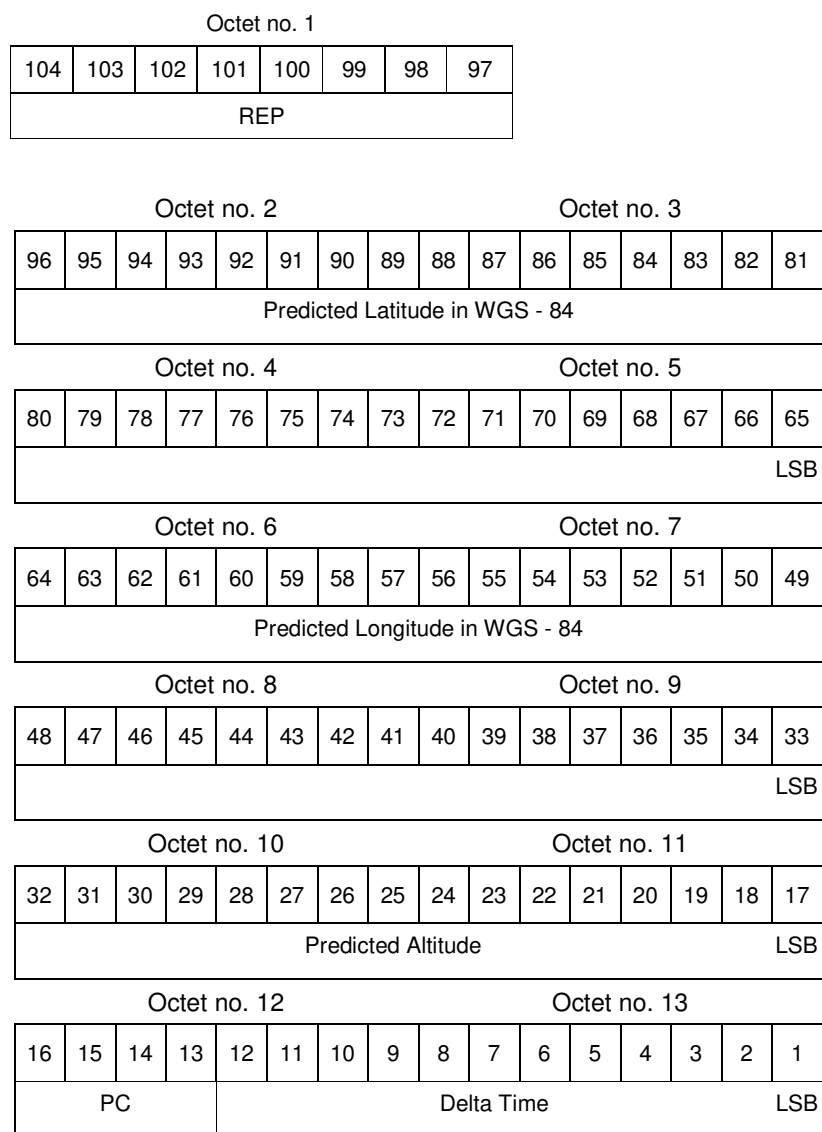 Octet no. 1
104 103 102 101 100 99 98 97
REP
Octet no. 2 Octet no. 3
96 95 94 93 92 91 90 89 88 87 86 85 84 83 82 81
Predicted Latitude in WGS - 84
Octet no. 4 Octet no. 5
80 79 78 77 76 75 74 73 72 71 70 69 68 67 66 65
LSB
Octet no. 6 Octet no. 7
64 63 62 61 60 59 58 57 56 55 54 53 52 51 50 49
Predicted Longitude in WGS - 84
Octet no. 8 Octet no. 9
48 47 46 45 44 43 42 41 40 39 38 37 36 35 34 33
LSB
Octet no. 10 Octet no. 11
32 31 30 29 28 27 26 25 24 23 22 21 20 19 18 17
Predicted Altitude LSB
Octet no. 12 Octet no. 13
16 15 14 13 12 11 10 9 8 7 6 5 4 3 2 1
PC Delta Time LSB